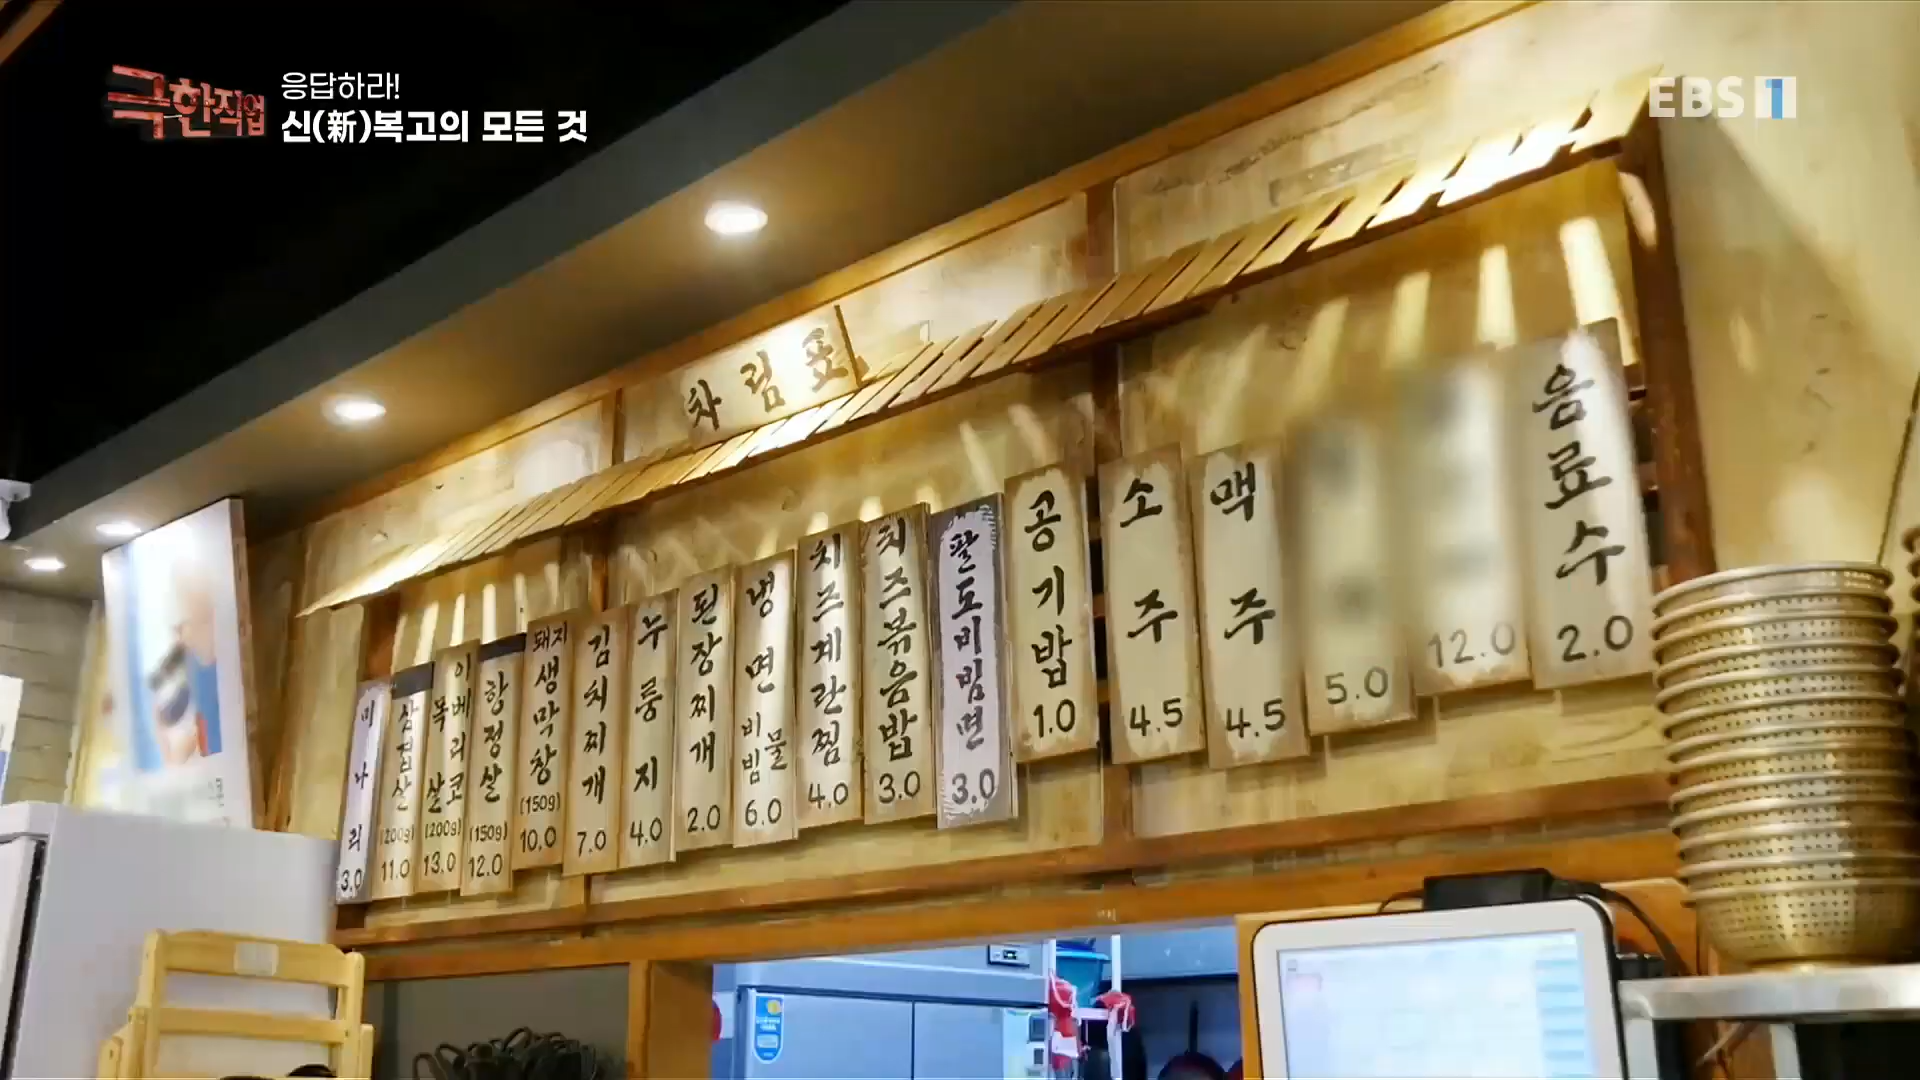 극한직업
응답하라!
신(新)복고의 모든 것
EBS 1
차림표
미나리
3.0
삼겹살
(200g)
11.0
이베리코
목살
(200g)
13.0
항정살
(150g)
12.0
돼지
생막창
(150g)
10.0
김치찌개
7.0
누룽지
4.0
된장찌개
2.0
냉면
물
비빔
6.0
치즈계란찜
4.0
치즈볶음밥
3.0
팔도비빔면
3.0
공기밥
1.0
소주
4.5
맥주
4.5
5.0
12.0
음료수
2.0